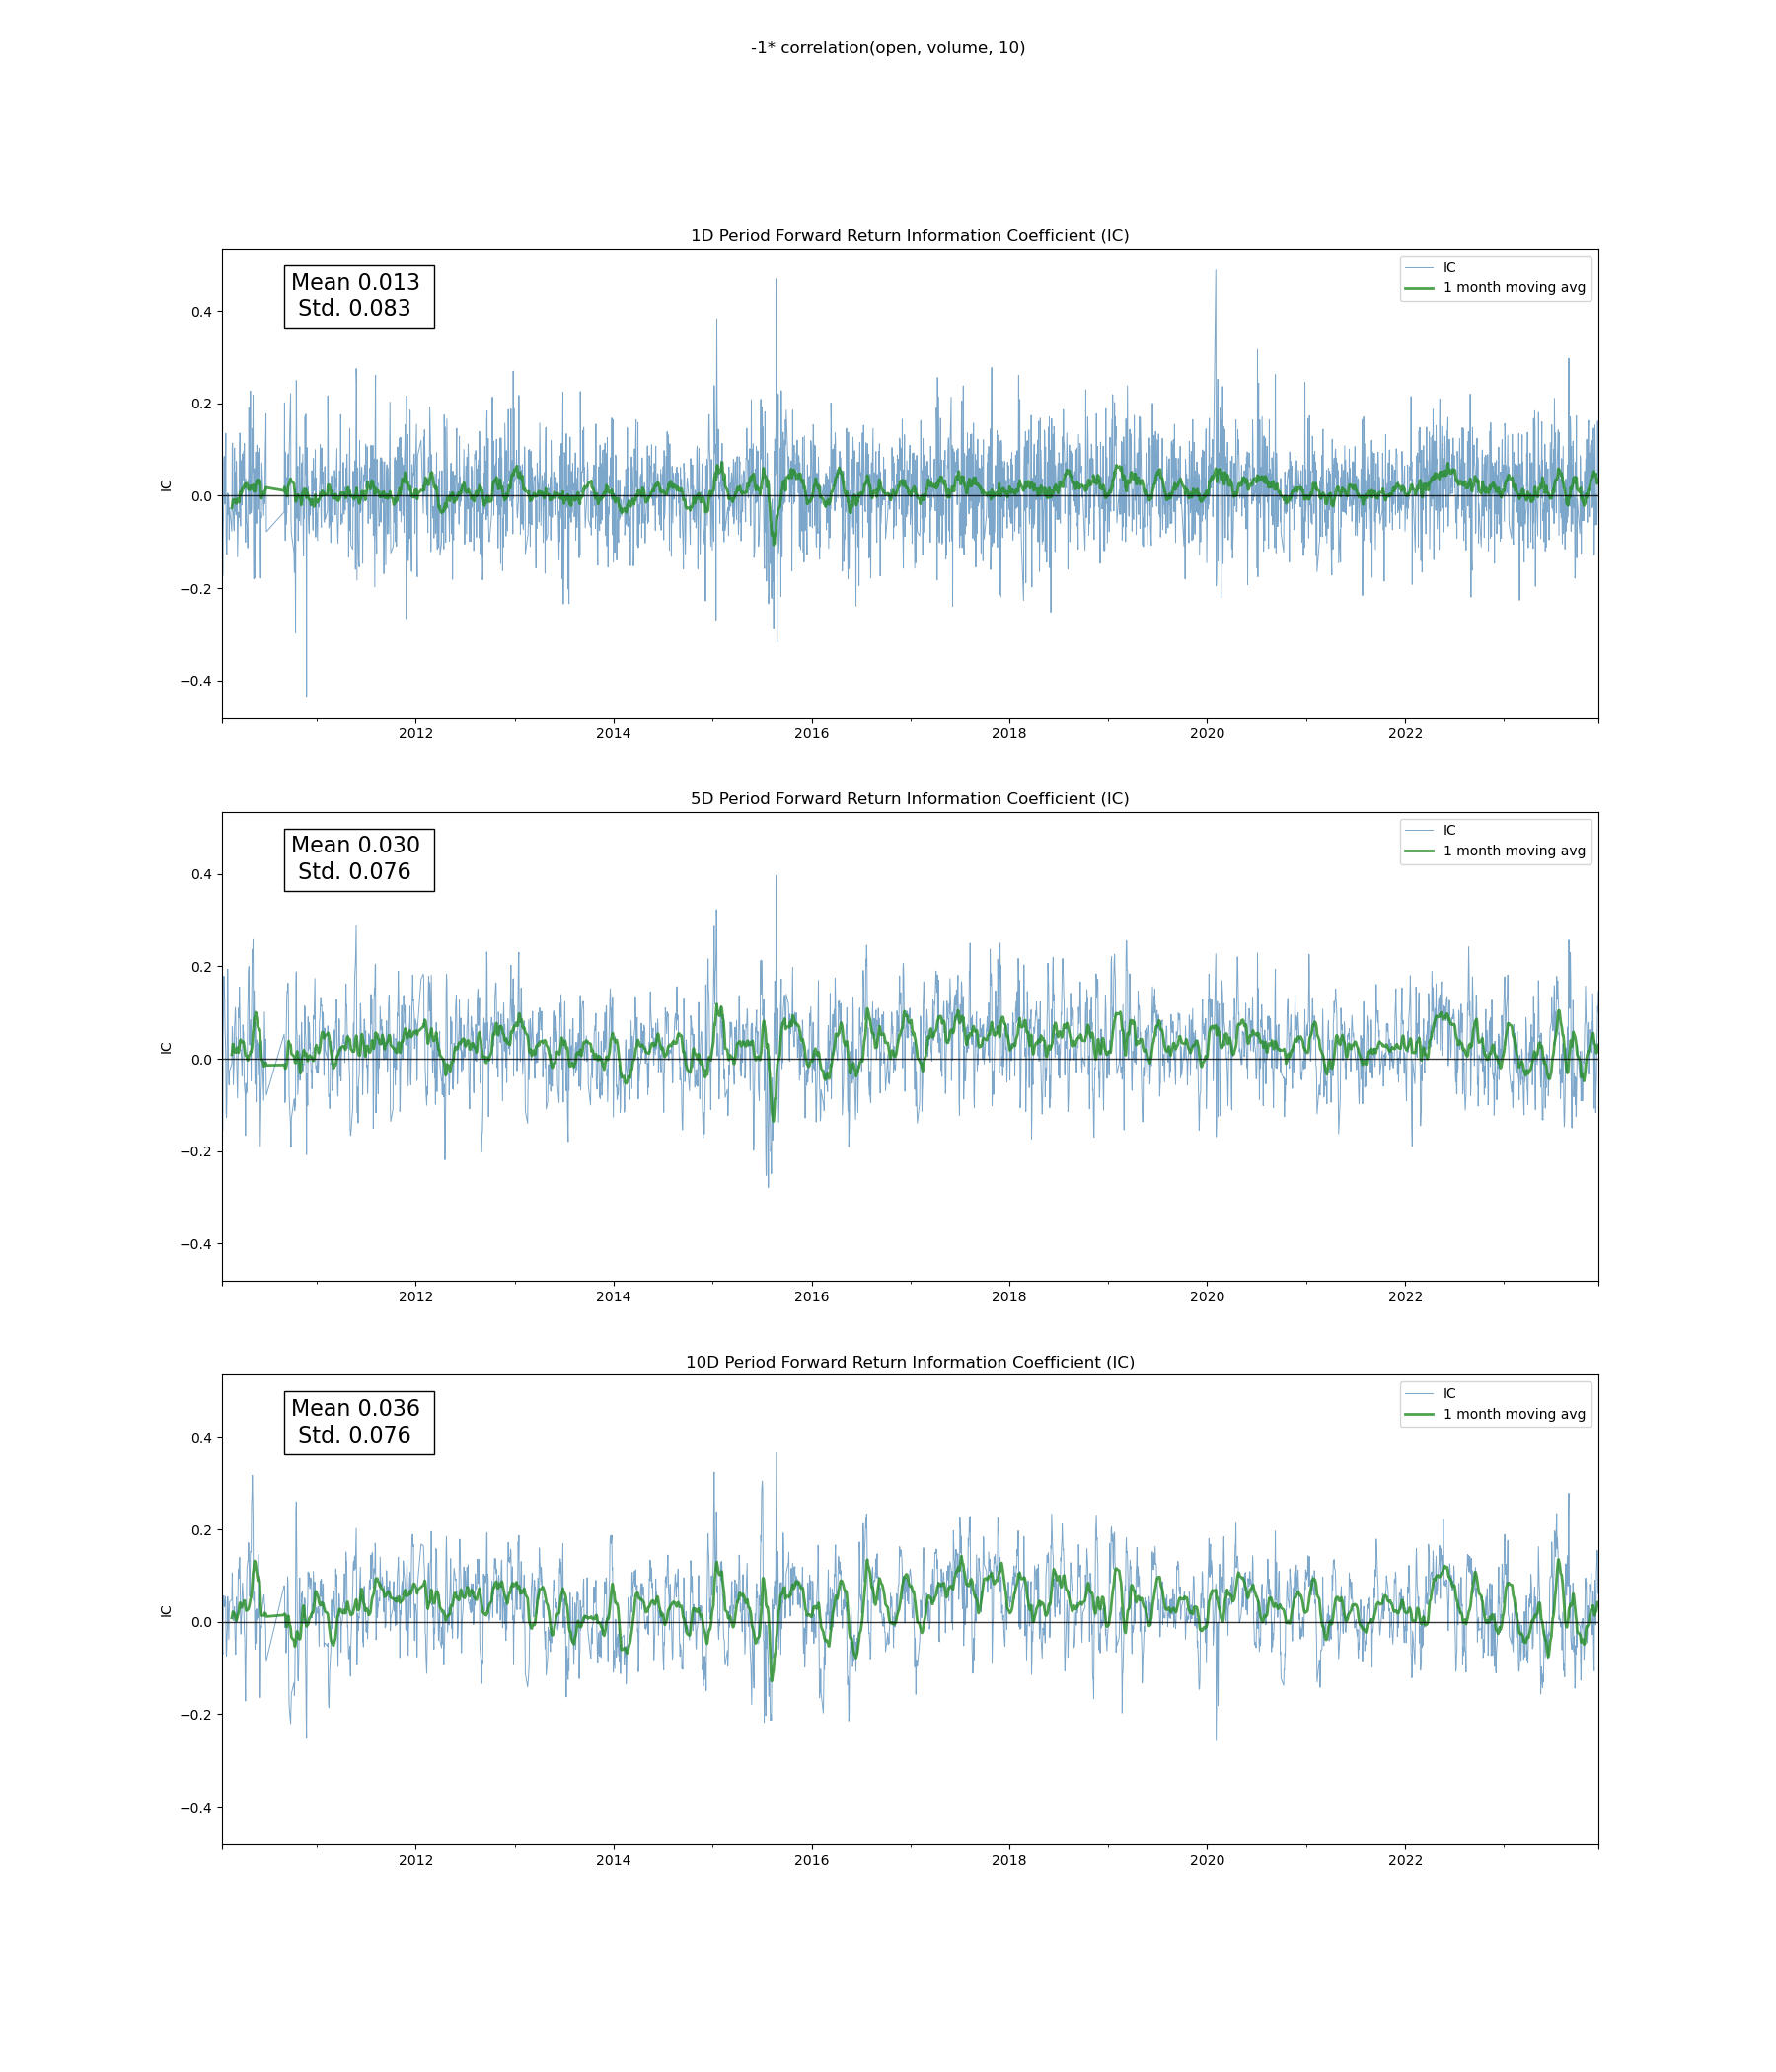 -1* correlation(open, volume, 10)
1D Period Forward Return Information Coefficient (IC)
Mean 0.013
Std. 0.083
IC
1 month moving avg
0.4
0.2
0.0
−0.2
−0.4
IC
2012 2014 2016 2018 2020 2022
5D Period Forward Return Information Coefficient (IC)
Mean 0.030
Std. 0.076
IC
1 month moving avg
0.4
0.2
0.0
−0.2
−0.4
IC
2012 2014 2016 2018 2020 2022
10D Period Forward Return Information Coefficient (IC)
Mean 0.036
Std. 0.076
IC
1 month moving avg
0.4
0.2
0.0
−0.2
−0.4
IC
2012 2014 2016 2018 2020 2022